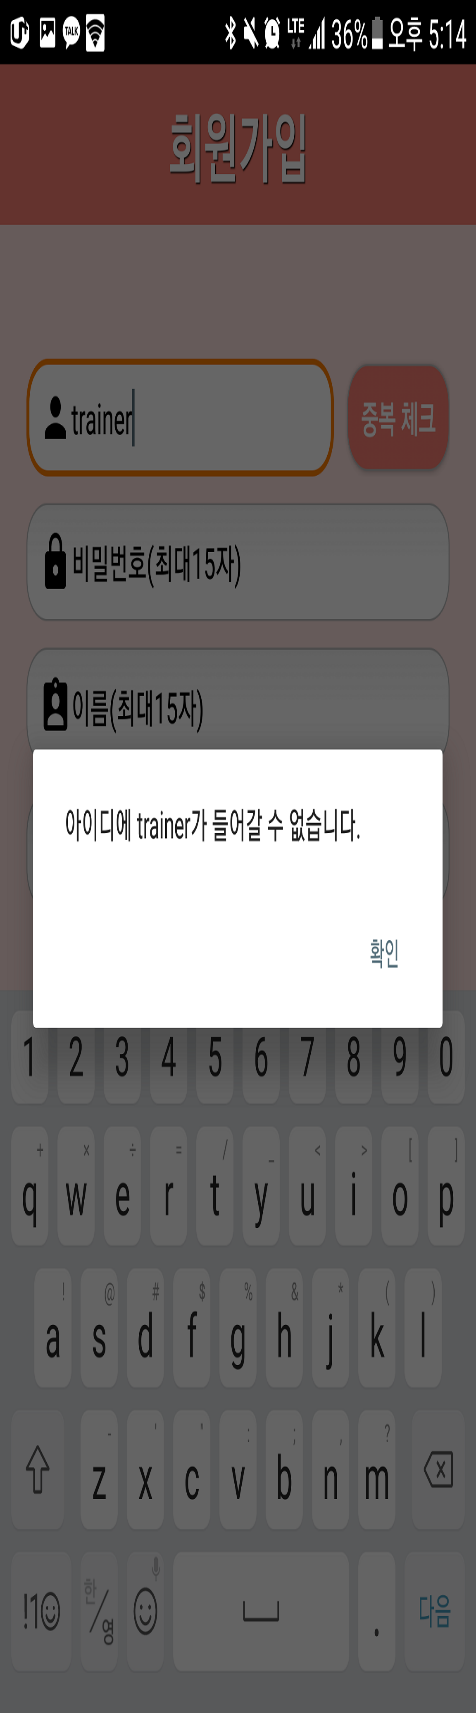 TALK LTE 36% 오후 5:14
회원가입
trainer 중복 체크
비밀번호(최대15자)
이름(최대15자)
아이디에 trainer가 들어갈 수 없습니다.
확인
1 2 3 4 5 6 7 8 9 0
+ × ÷ = / _ < > [ ]
q w e r t y u i o p
! @ # $ % & * ( )
a s d f g h j k l
- ' " : ; , ?
z x c v b n m
!1☺ 한/영 . 다음